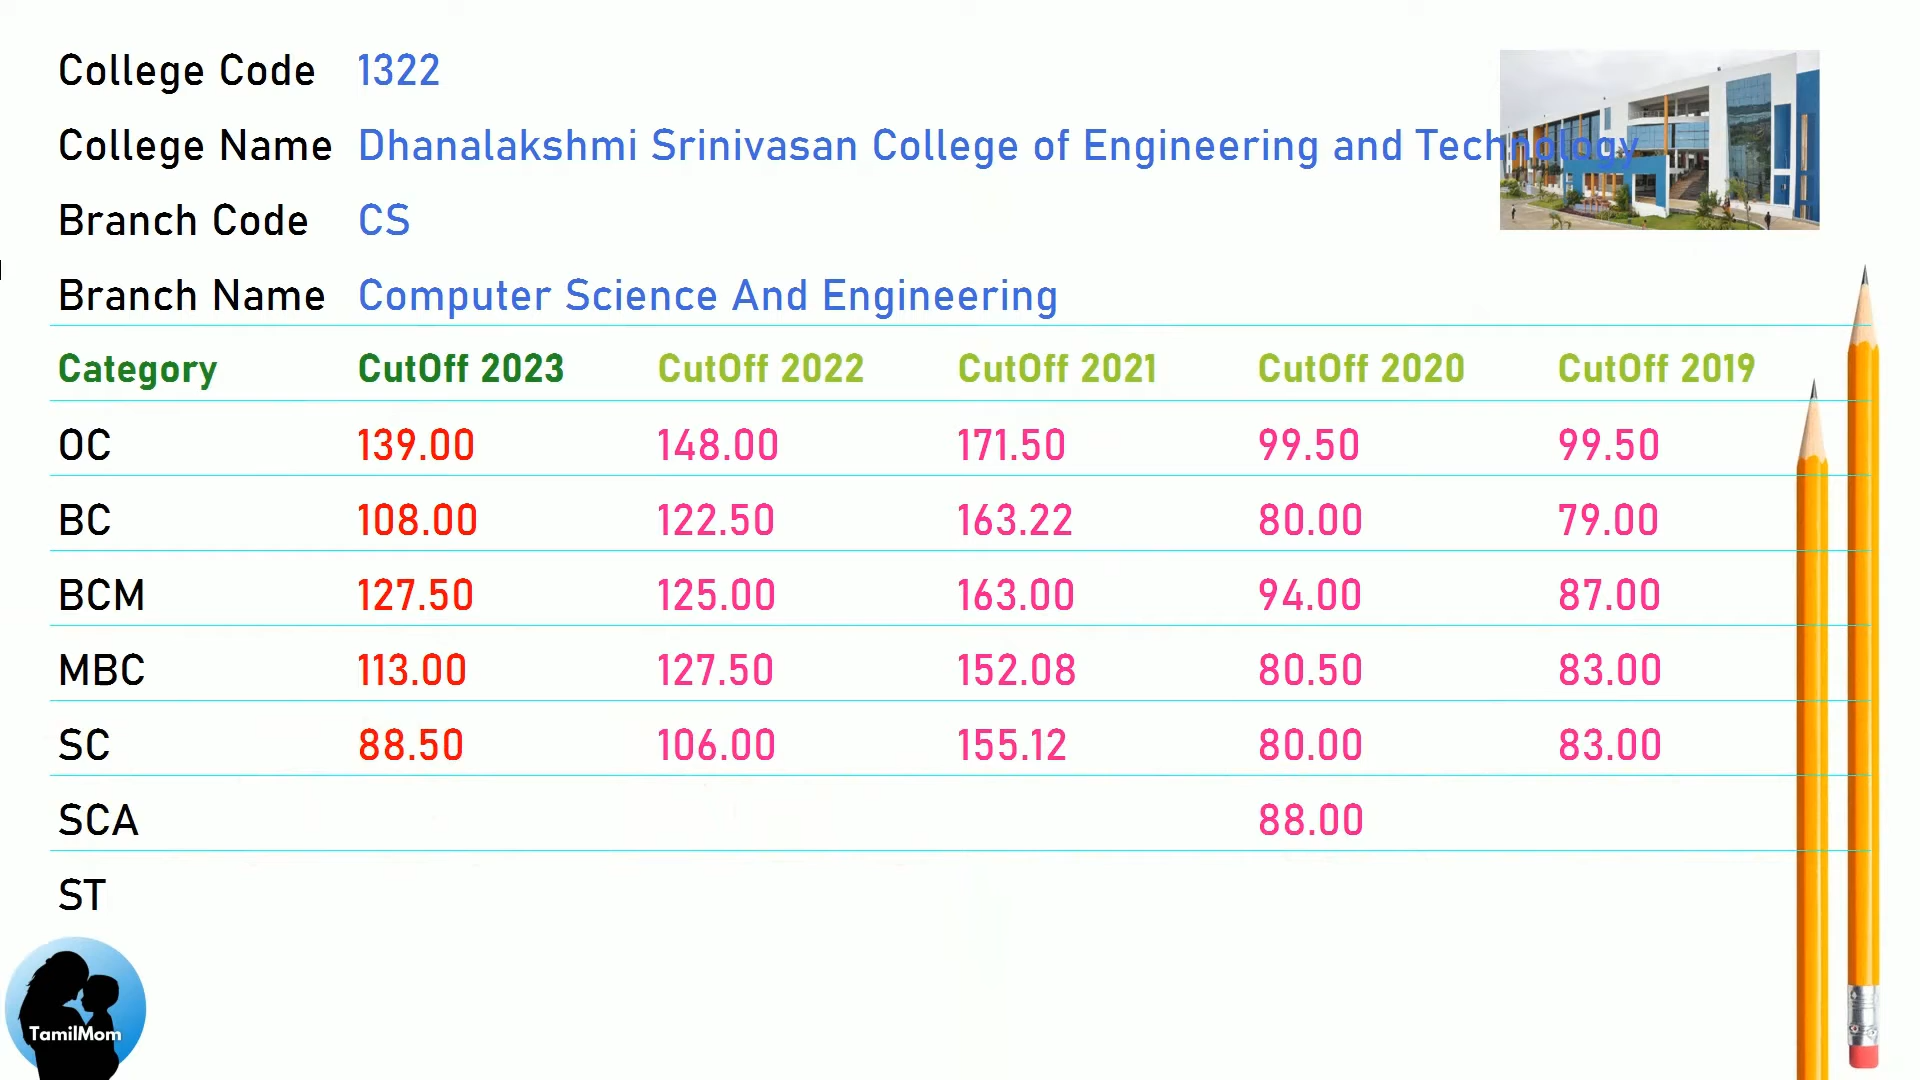 College Code 1322
College Name Dhanalakshmi Srinivasan College of Engineering and Technology
Branch Code CS
Branch Name Computer Science And Engineering
Category CutOff 2023 CutOff 2022 CutOff 2021 CutOff 2020 CutOff 2019
OC 139.00 148.00 171.50 99.50 99.50
BC 108.00 122.50 163.22 80.00 79.00
BCM 127.50 125.00 163.00 94.00 87.00
MBC 113.00 127.50 152.08 80.50 83.00
SC 88.50 106.00 155.12 80.00 83.00
SCA 88.00
ST
TamilMom